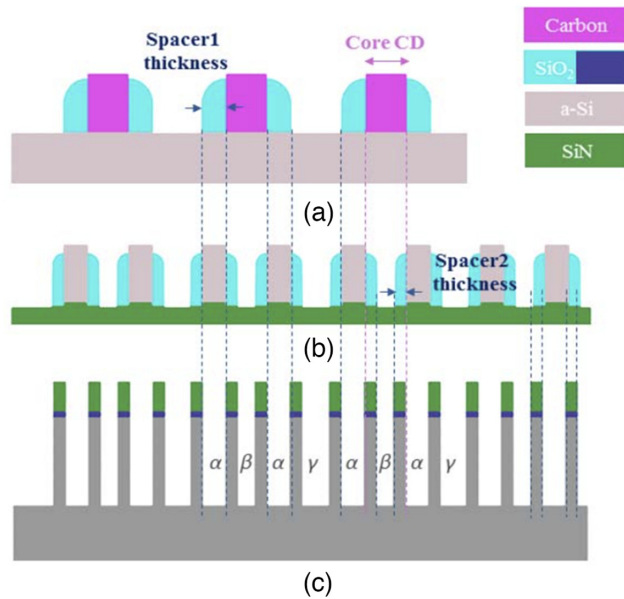 Spacer1
thickness
Core CD
Carbon
SiO₂
a-Si
SiN
(a)
Spacer2
thickness
(b)
α β α γ α β α γ
(c)